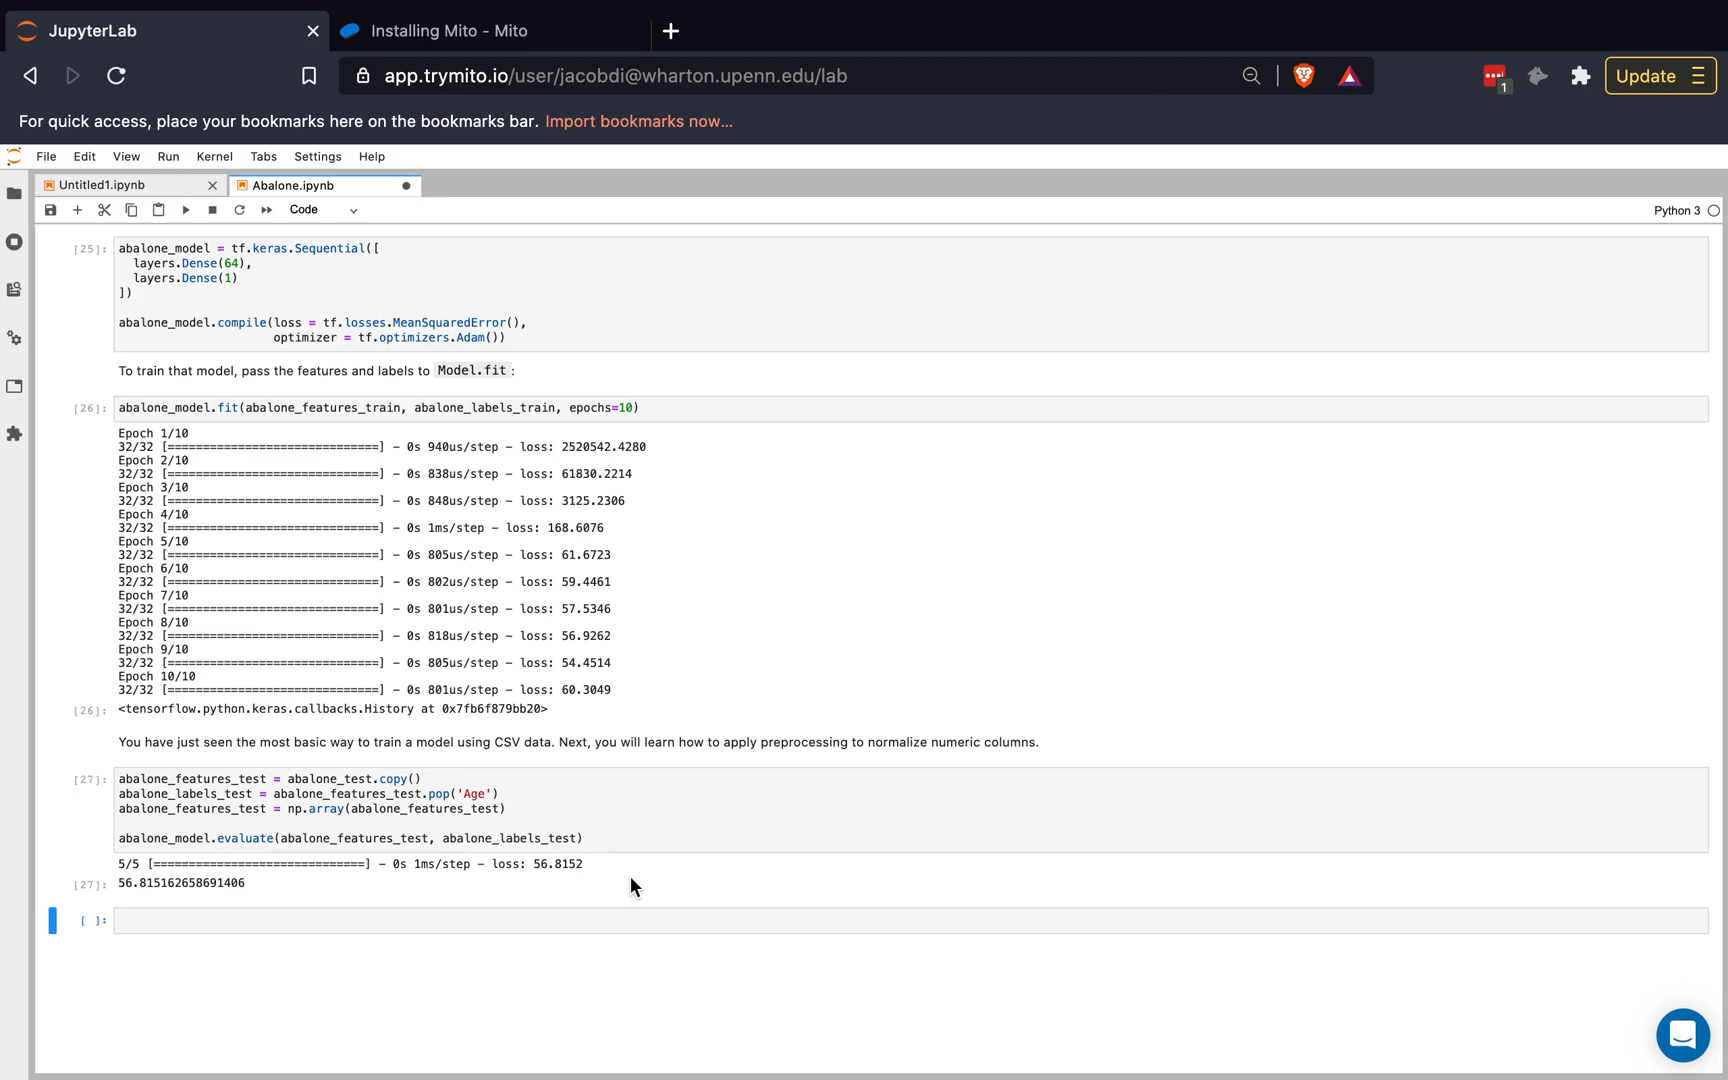 JupyterLab
Installing Mito - Mito
app.trymito.io/user/jacobdi@wharton.upenn.edu/lab
1
Update
For quick access, place your bookmarks here on the bookmarks bar. Import bookmarks now...
File Edit View Run Kernel Tabs Settings Help
Untitled1.ipynb
Abalone.ipynb
Code
Python 3
[25]: abalone_model = tf.keras.Sequential([
layers.Dense(64),
layers.Dense(1)
])
abalone_model.compile(loss = tf.losses.MeanSquaredError(),
optimizer = tf.optimizers.Adam())
To train that model, pass the features and labels to Model.fit :
[26]: abalone_model.fit(abalone_features_train, abalone_labels_train, epochs=10)
Epoch 1/10
32/32 [==============================] - 0s 940us/step - loss: 2520542.4280
Epoch 2/10
32/32 [==============================] - 0s 838us/step - loss: 61830.2214
Epoch 3/10
32/32 [==============================] - 0s 848us/step - loss: 3125.2306
Epoch 4/10
32/32 [==============================] - 0s 1ms/step - loss: 168.6076
Epoch 5/10
32/32 [==============================] - 0s 805us/step - loss: 61.6723
Epoch 6/10
32/32 [==============================] - 0s 802us/step - loss: 59.4461
Epoch 7/10
32/32 [==============================] - 0s 801us/step - loss: 57.5346
Epoch 8/10
32/32 [==============================] - 0s 818us/step - loss: 56.9262
Epoch 9/10
32/32 [==============================] - 0s 805us/step - loss: 54.4514
Epoch 10/10
32/32 [==============================] - 0s 801us/step - loss: 60.3049
[26]: <tensorflow.python.keras.callbacks.History at 0x7fb6f879bb20>
You have just seen the most basic way to train a model using CSV data. Next, you will learn how to apply preprocessing to normalize numeric columns.
[27]: abalone_features_test = abalone_test.copy()
abalone_labels_test = abalone_features_test.pop('Age')
abalone_features_test = np.array(abalone_features_test)
abalone_model.evaluate(abalone_features_test, abalone_labels_test)
5/5 [==============================] - 0s 1ms/step - loss: 56.8152
[27]: 56.815162658691406
[ ]: